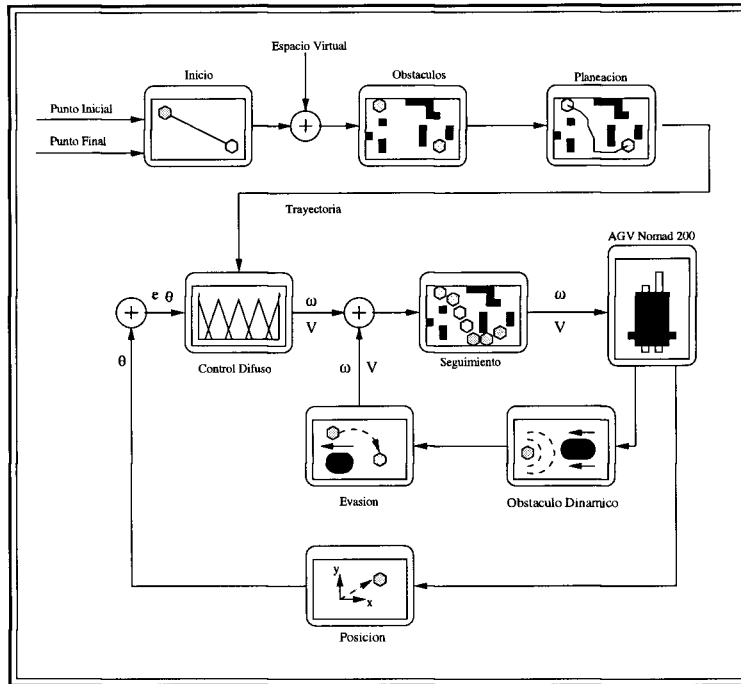 Espacio Virtual
Inicio
Obstaculos
Planeacion
Punto Inicial
Punto Final
Trayectoria
AGV Nomad 200
e θ
ω
V
ω
V
θ
Control Difuso
ω V
Seguimiento
Evasion
Obstaculo Dinamico
y
x
Posicion